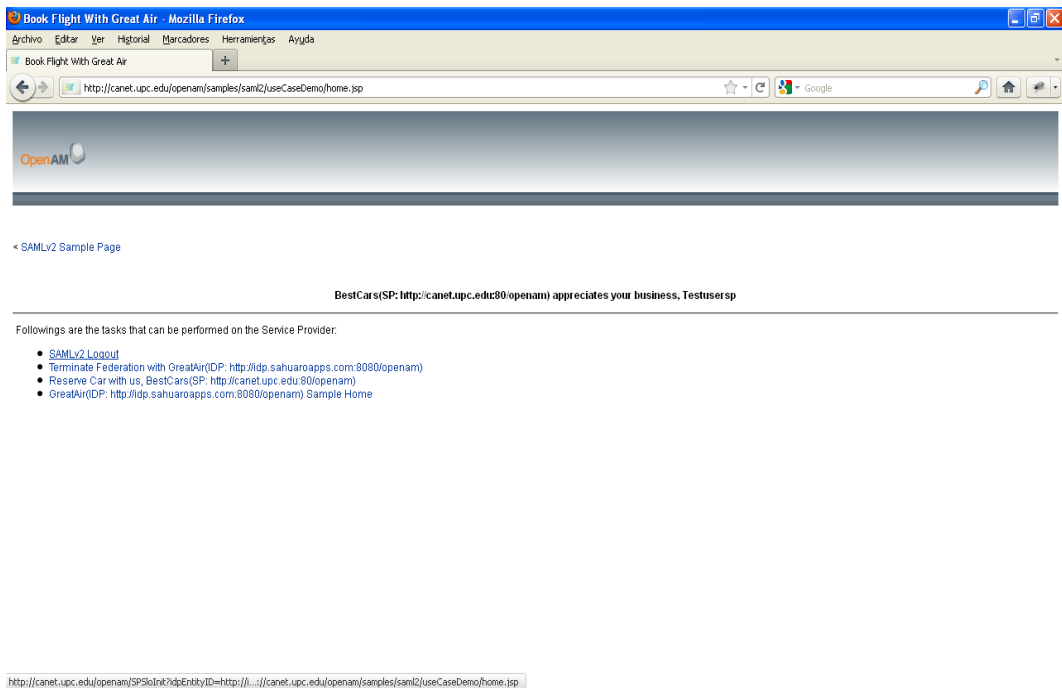 Book Flight With Great Air - Mozilla Firefox
Archivo Editar Ver Historial Marcadores Herramientas Ayuda
Book Flight With Great Air
http://canet.upc.edu/openam/samples/saml2/useCaseDemo/home.jsp
Google
OpenAM
< SAMLv2 Sample Page
BestCars(SP: http://canet.upc.edu:80/openam) appreciates your business, Testusersp
Followings are the tasks that can be performed on the Service Provider:
SAMLv2 Logout
Terminate Federation with GreatAir(IDP: http://idp.sahuaroapps.com:8080/openam)
Reserve Car with us, BestCars(SP: http://canet.upc.edu:80/openam)
GreatAir(IDP: http://idp.sahuaroapps.com:8080/openam) Sample Home
http://canet.upc.edu/openam/SPSloInit?idpEntityID=http://i...://canet.upc.edu/openam/samples/saml2/useCaseDemo/home.jsp